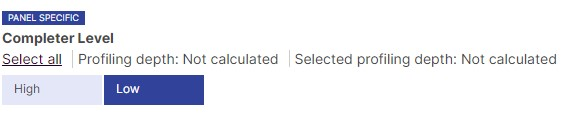 PANEL SPECIFIC
Completer Level
Select all Profiling depth: Not calculated Selected profiling depth: Not calculated
High Low